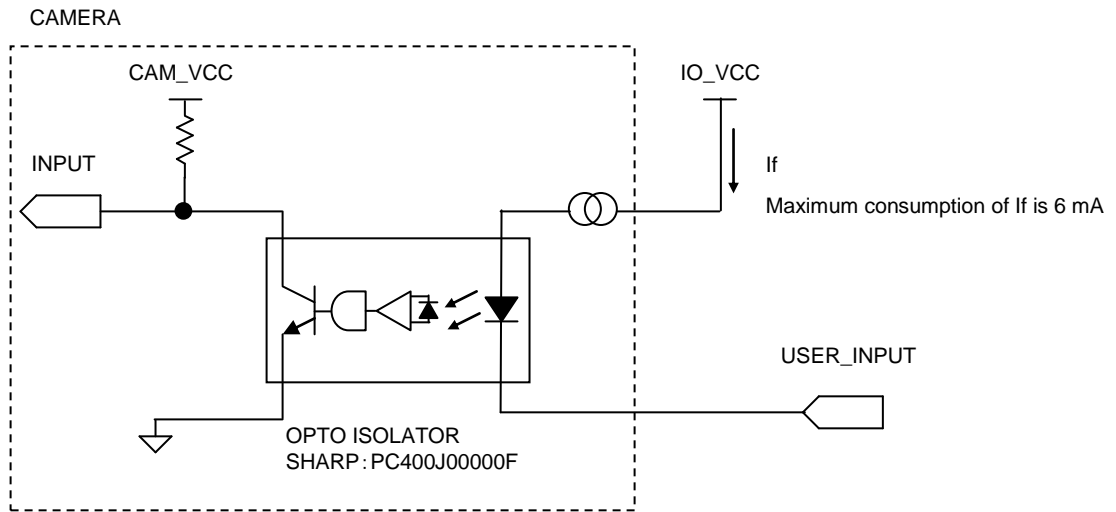 CAMERA
CAM_VCC
IO_VCC
INPUT
If
Maximum consumption of If is 6 mA
USER_INPUT
OPTO ISOLATOR
SHARP:PC400J00000F